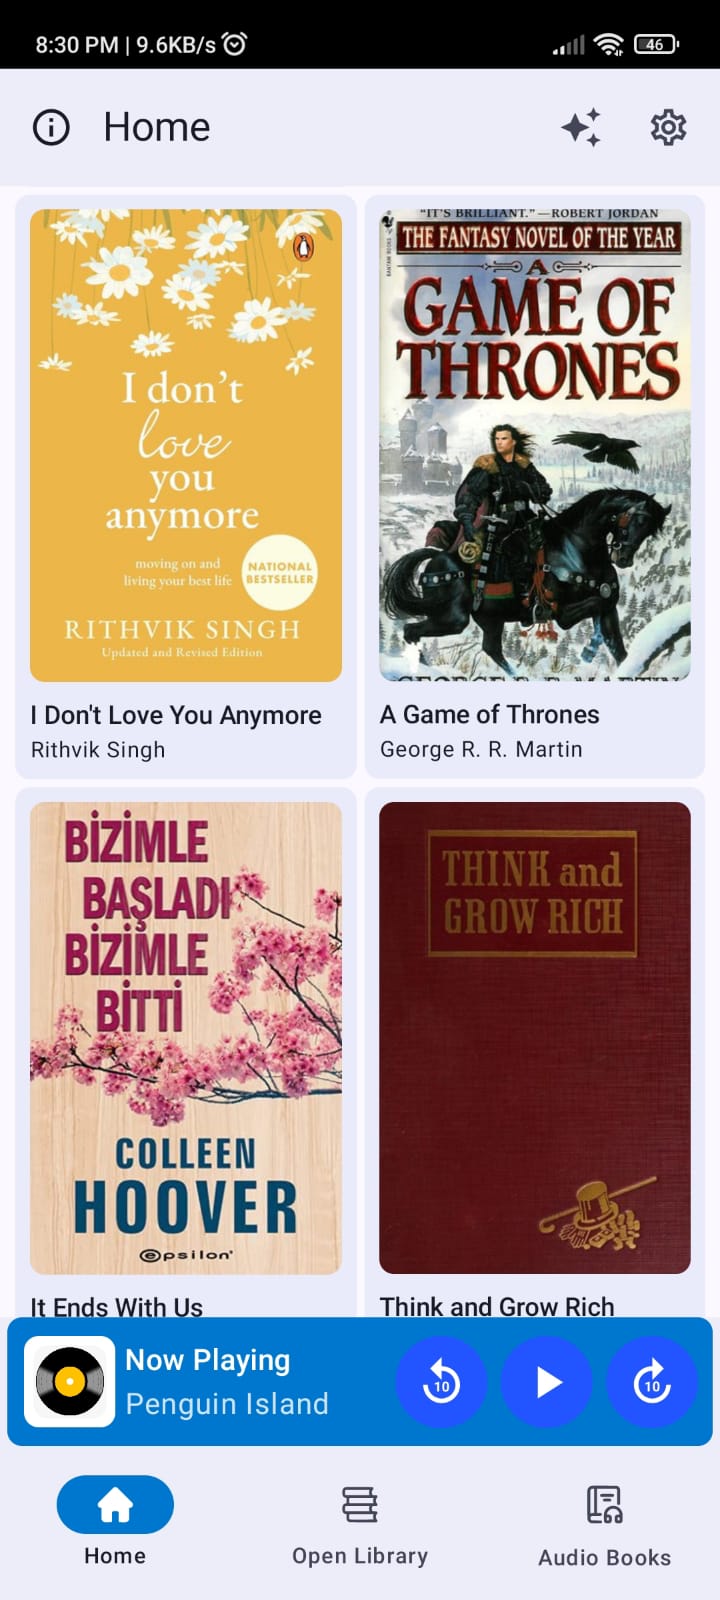 8:30 PM | 9.6KB/s
46
Home
I don't
love
you
anymore
moving on and
living your best life
NATIONAL
BESTSELLER
RITHVIK SINGH
Updated and Revised Edition
I Don't Love You Anymore
Rithvik Singh
"IT'S BRILLIANT." —ROBERT JORDAN
THE FANTASY NOVEL OF THE YEAR
A
GAME OF
THRONES
GEORGE R. R. MARTIN
A Game of Thrones
George R. R. Martin
BİZİMLE
BAŞLADI
BİZİMLE
BİTTİ
COLLEEN
HOOVER
epsilon
It Ends With Us
THINK and
GROW RICH
Think and Grow Rich
Now Playing
Penguin Island
10
10
Home
Open Library
Audio Books